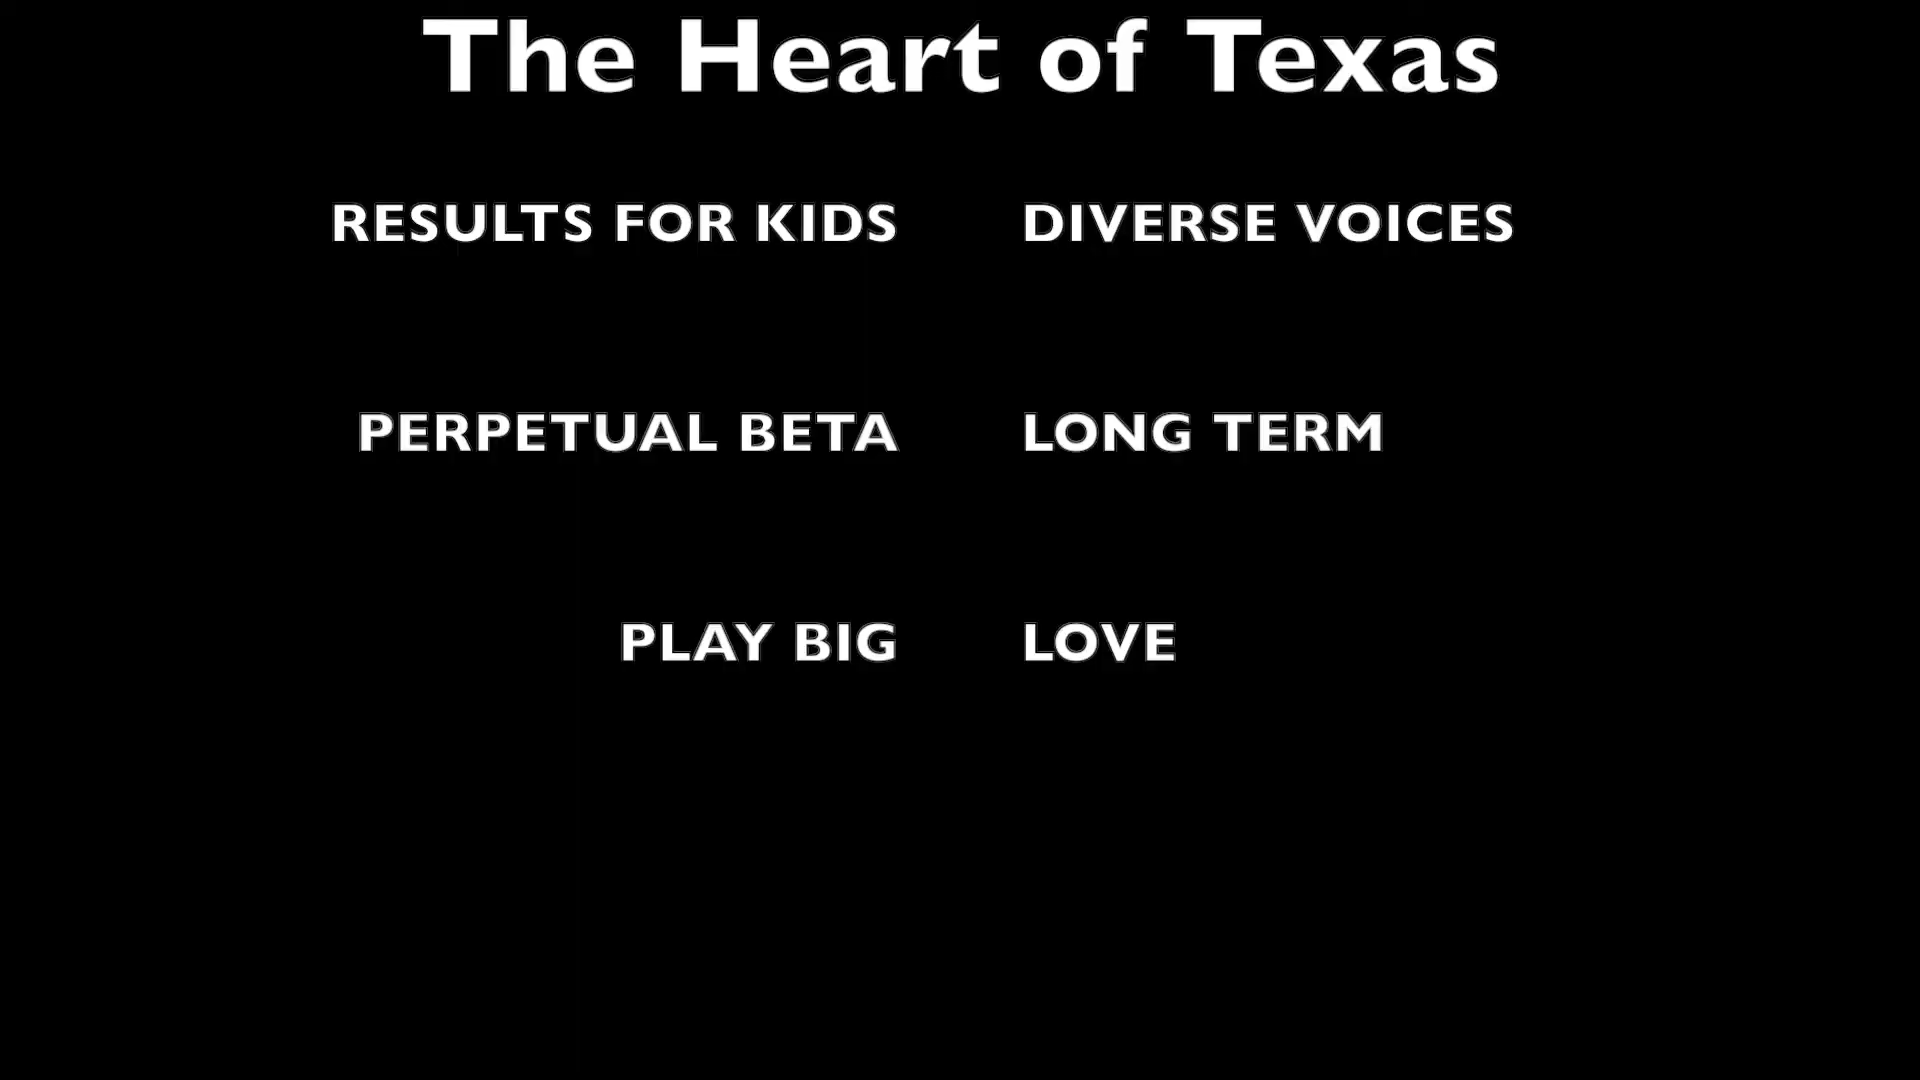 The Heart of Texas
RESULTS FOR KIDS DIVERSE VOICES
PERPETUAL BETA LONG TERM
PLAY BIG LOVE